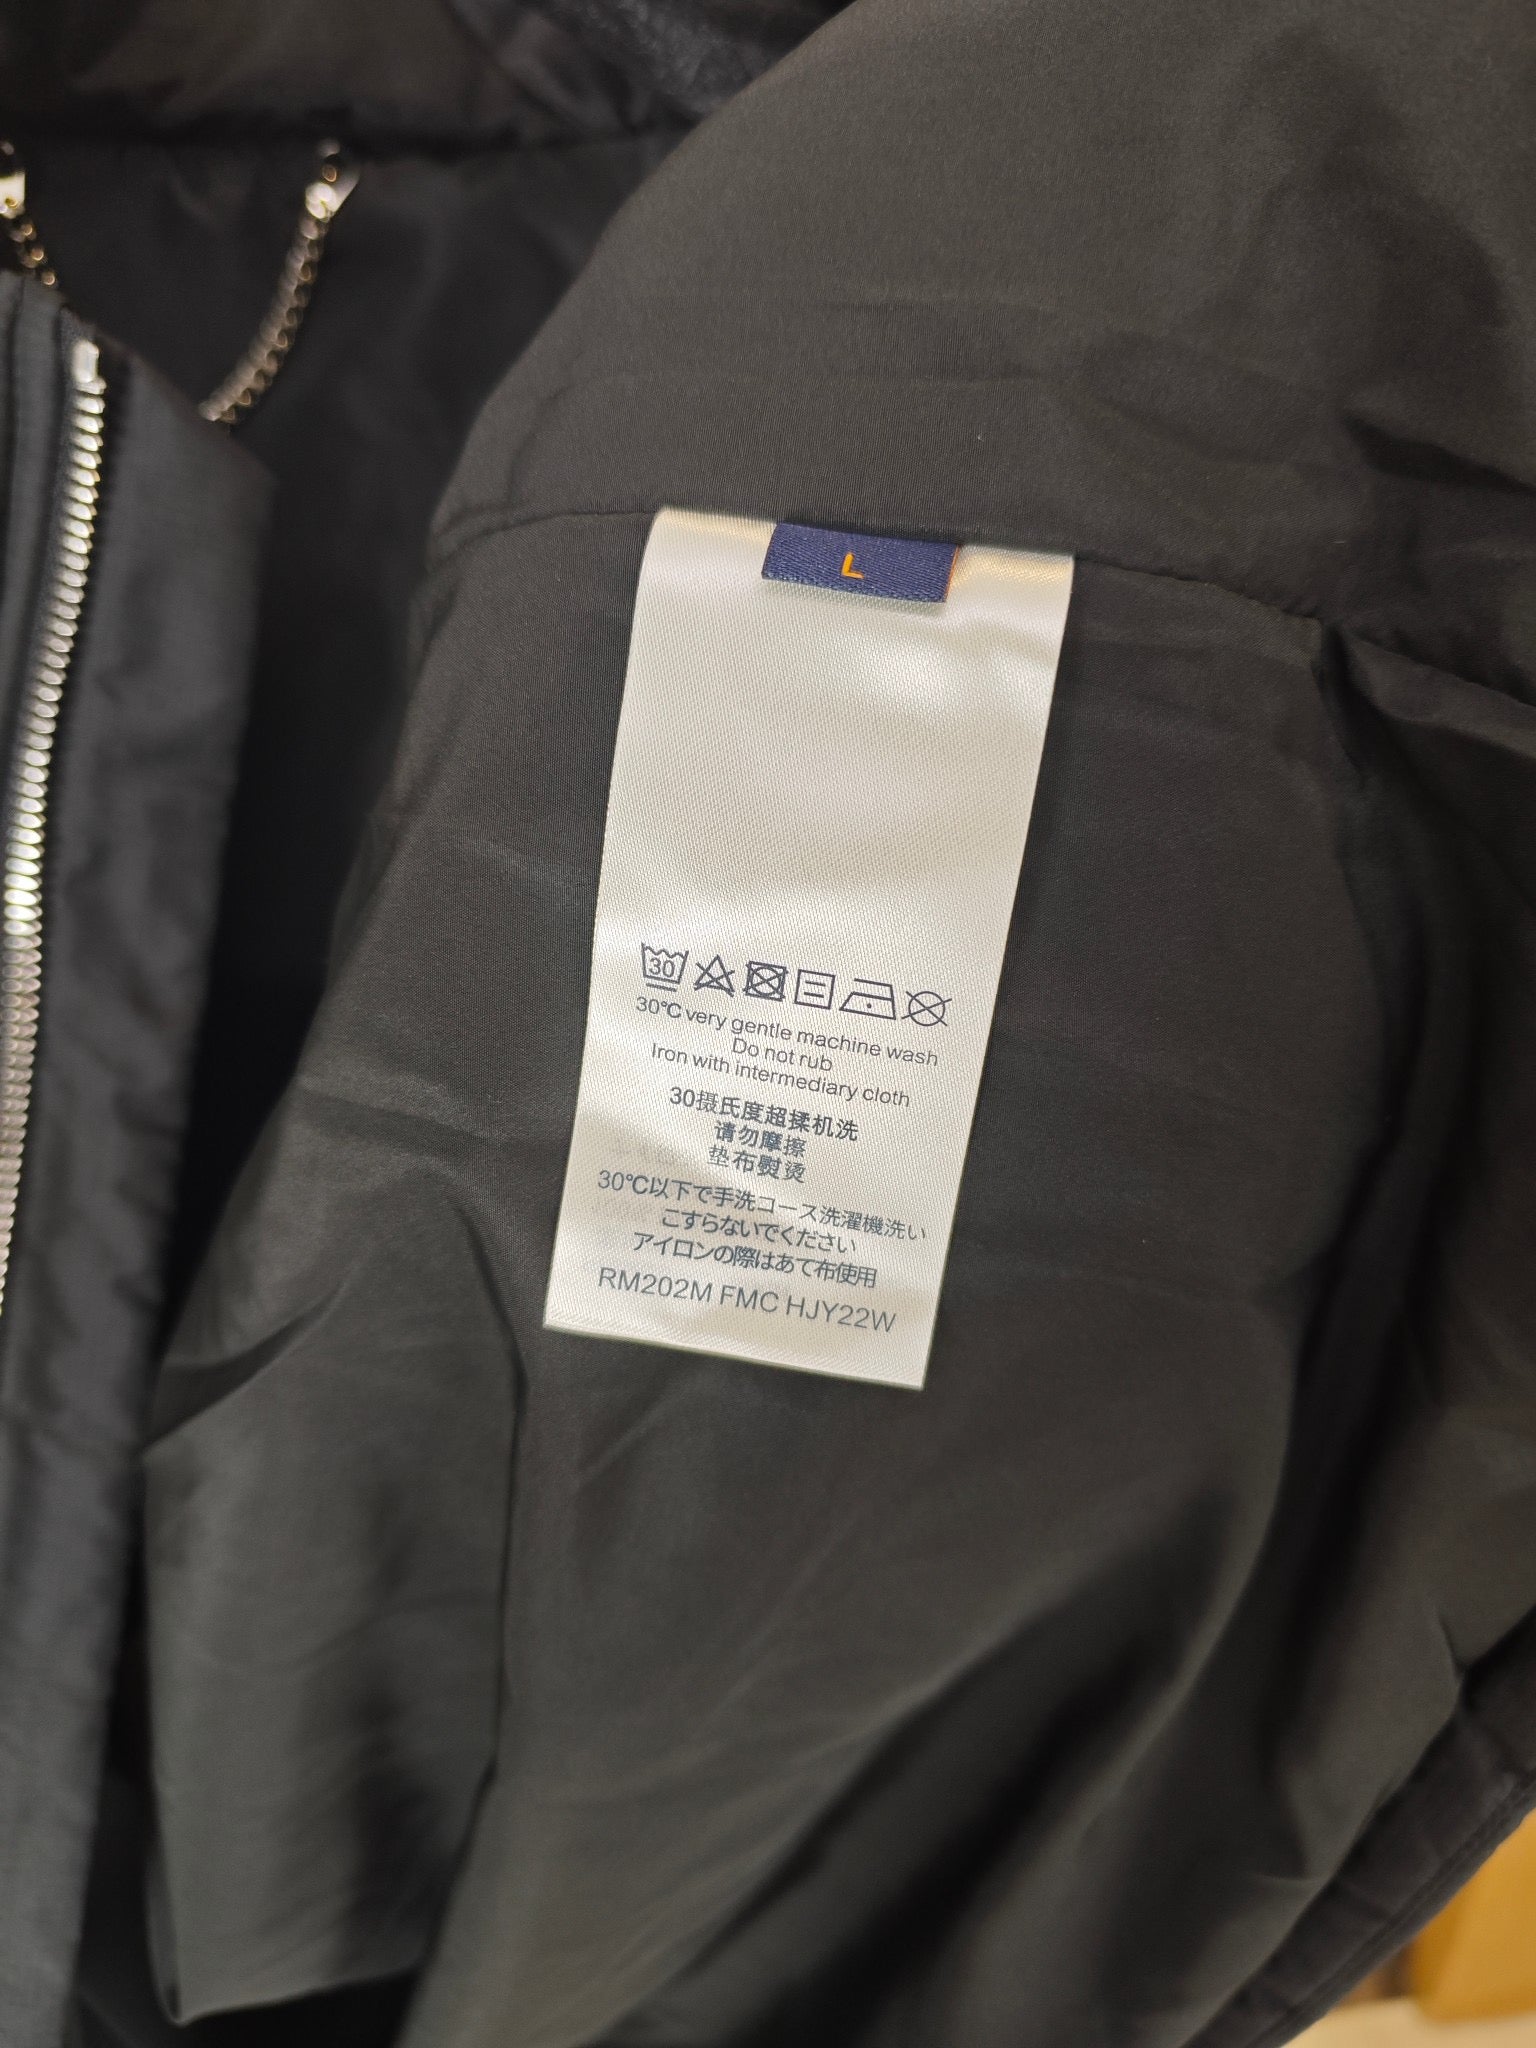 L
30
30℃ very gentle machine wash
Do not rub
Iron with intermediary cloth
30摄氏度超揉机洗
请勿摩擦
垫布熨烫
30℃以下で手洗コース洗濯機洗い
こすらないでください
アイロンの際はあて布使用
RM202M FMC HJY22W